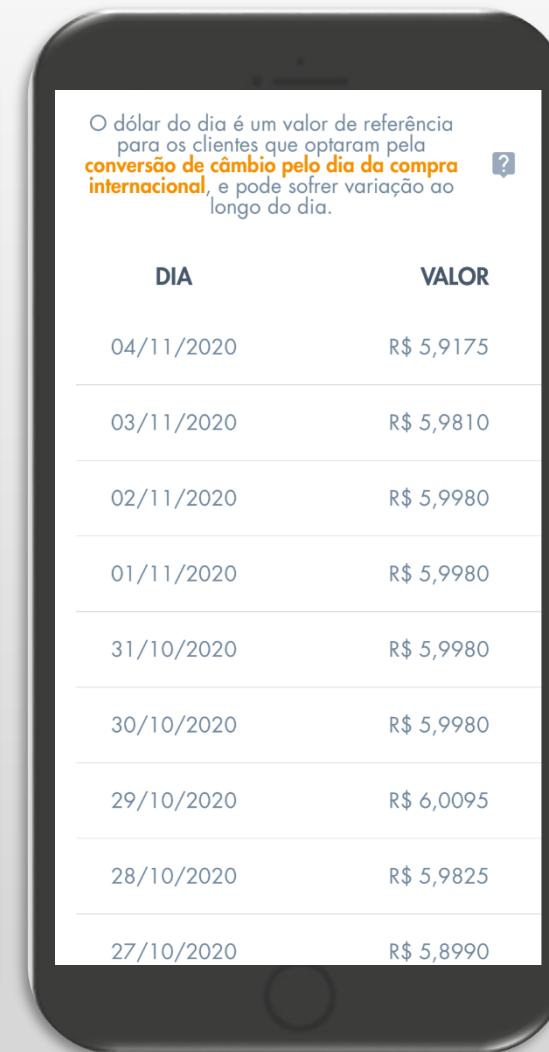 O dólar do dia é um valor de referência
para os clientes que optaram pela
conversão de câmbio pelo dia da compra
internacional, e pode sofrer variação ao
longo do dia.
?
DIA VALOR
04/11/2020 R$ 5,9175
03/11/2020 R$ 5,9810
02/11/2020 R$ 5,9980
01/11/2020 R$ 5,9980
31/10/2020 R$ 5,9980
30/10/2020 R$ 5,9980
29/10/2020 R$ 6,0095
28/10/2020 R$ 5,9825
27/10/2020 R$ 5,8990